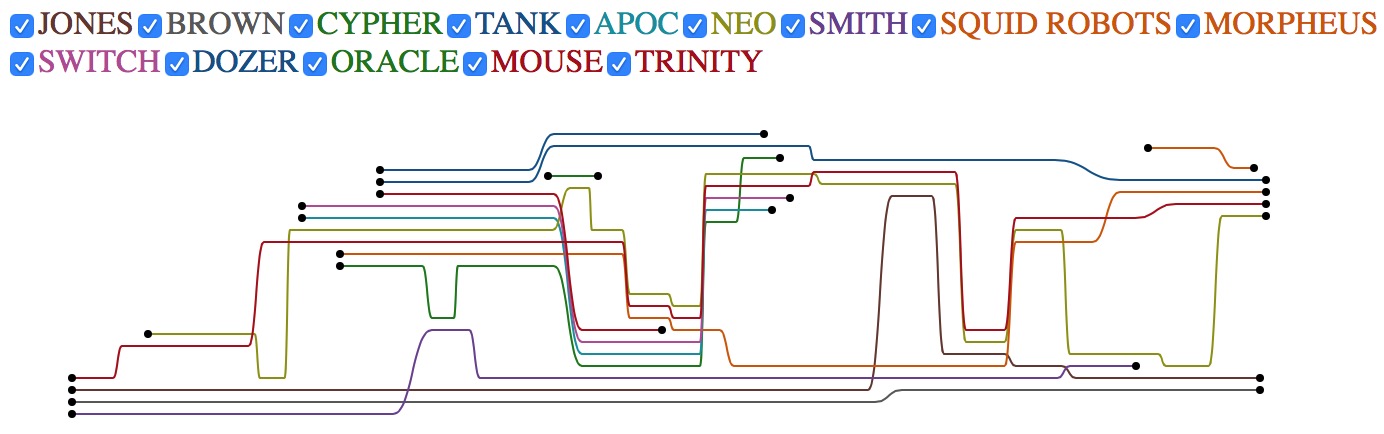 JONES BROWN CYPHER TANK APOC NEO SMITH SQUID ROBOTS MORPHEUS
SWITCH DOZER ORACLE MOUSE TRINITY